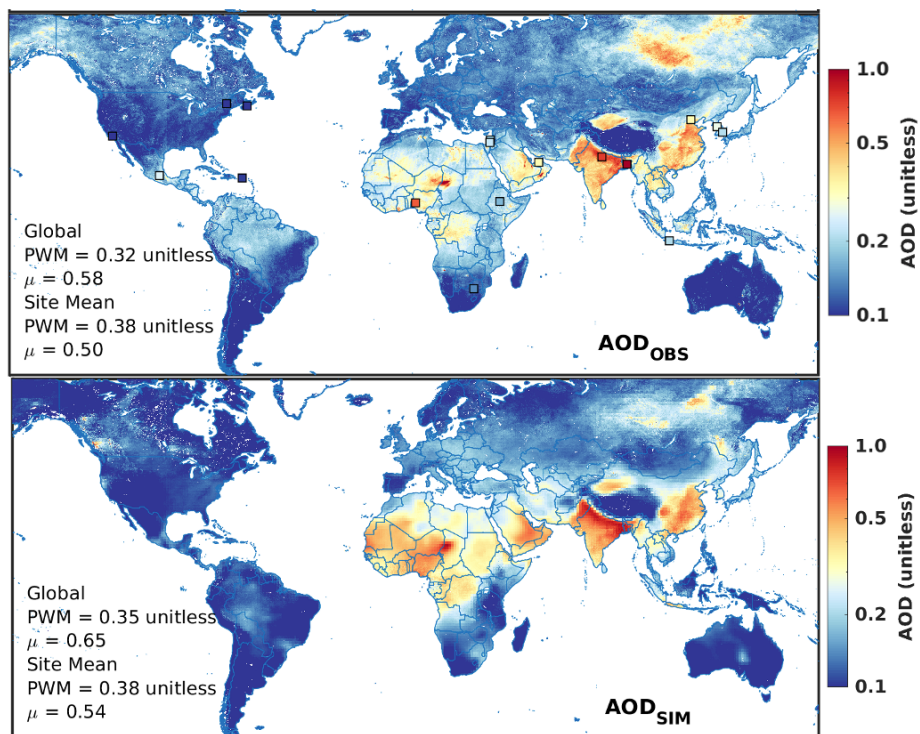 1.0
0.5
0.2
0.1
AOD (unitless)
Global
PWM = 0.32 unitless
μ = 0.58
Site Mean
PWM = 0.38 unitless
μ = 0.50
AOD_OBS
1.0
0.5
0.2
0.1
AOD (unitless)
Global
PWM = 0.35 unitless
μ = 0.65
Site Mean
PWM = 0.38 unitless
μ = 0.54
AOD_SIM